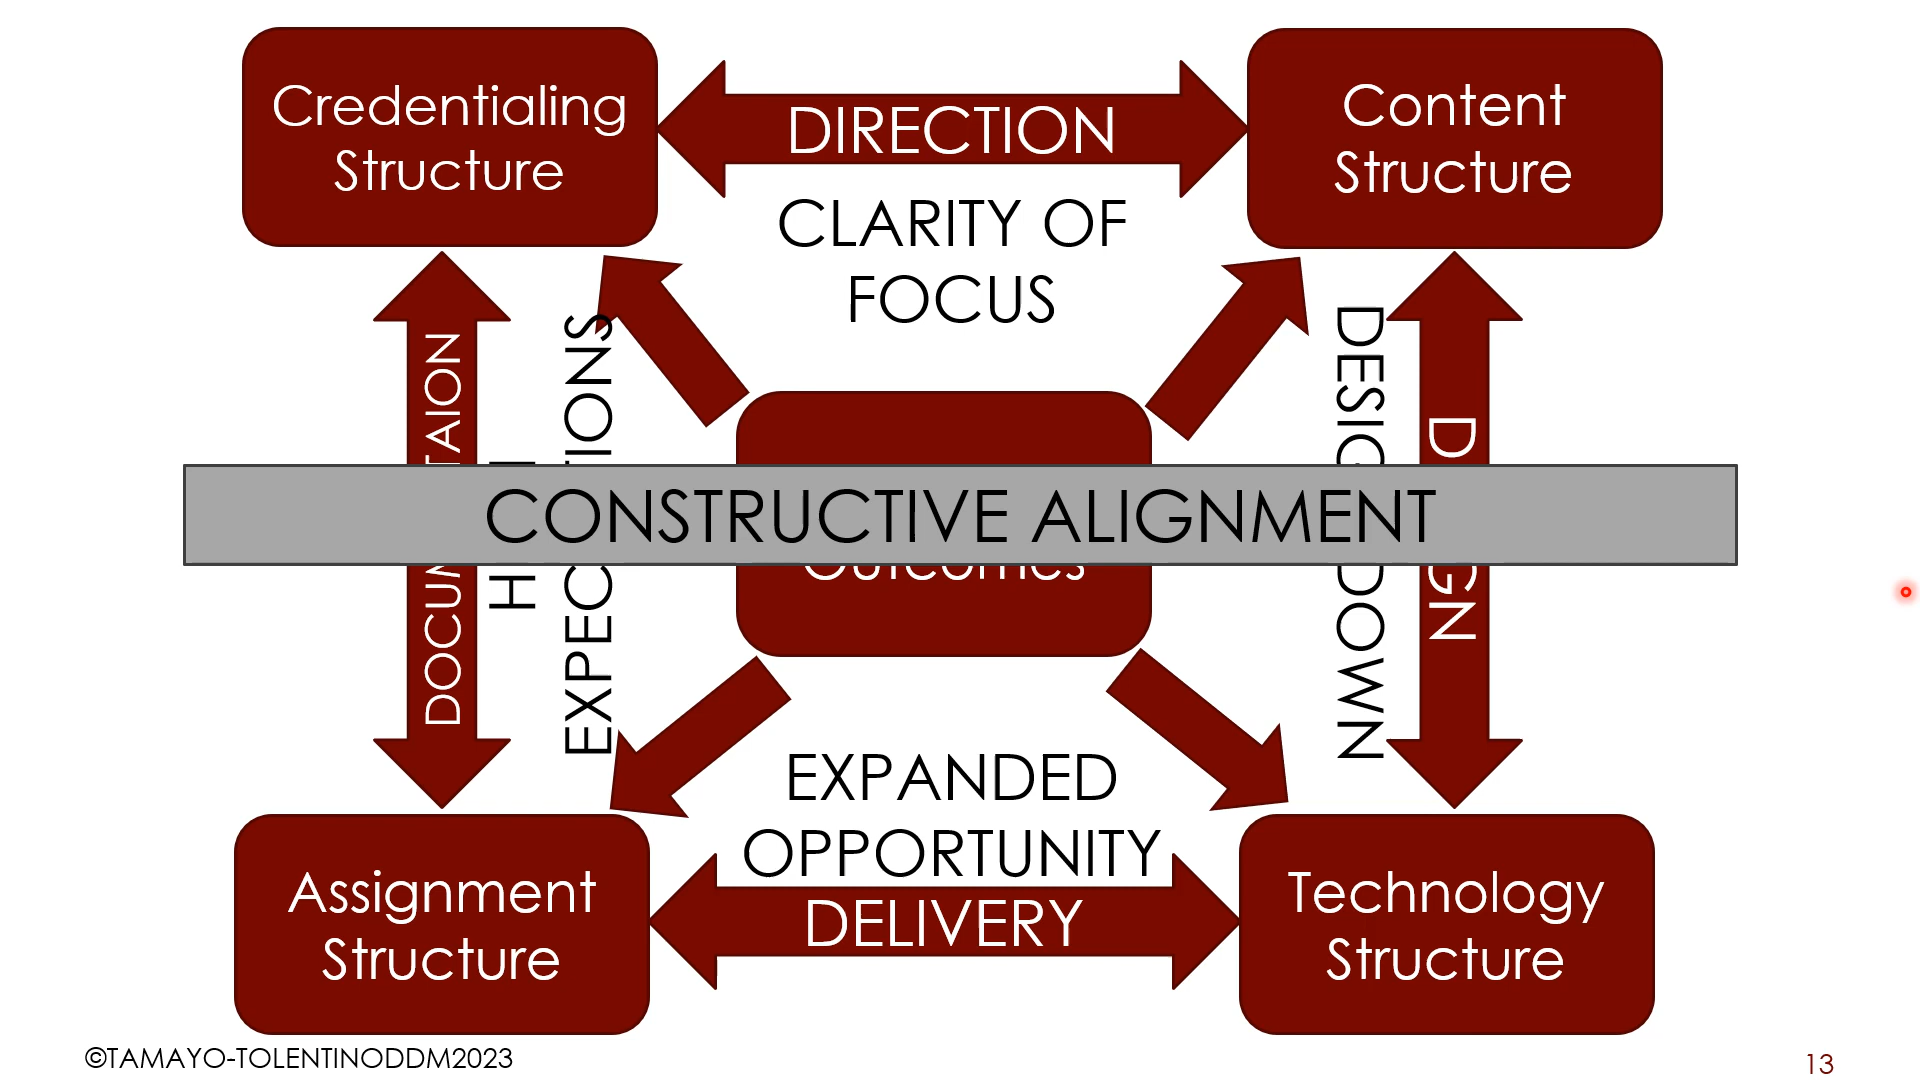 Credentialing
Structure
DIRECTION
Content
Structure
CLARITY OF
FOCUS
EXPECTIONS
CONSTRUCTIVE ALIGNMENT
EXPANDED
OPPORTUNITY
DELIVERY
Assignment
Structure
Technology
Structure
©TAMAYO-TOLENTINODDM2023
13